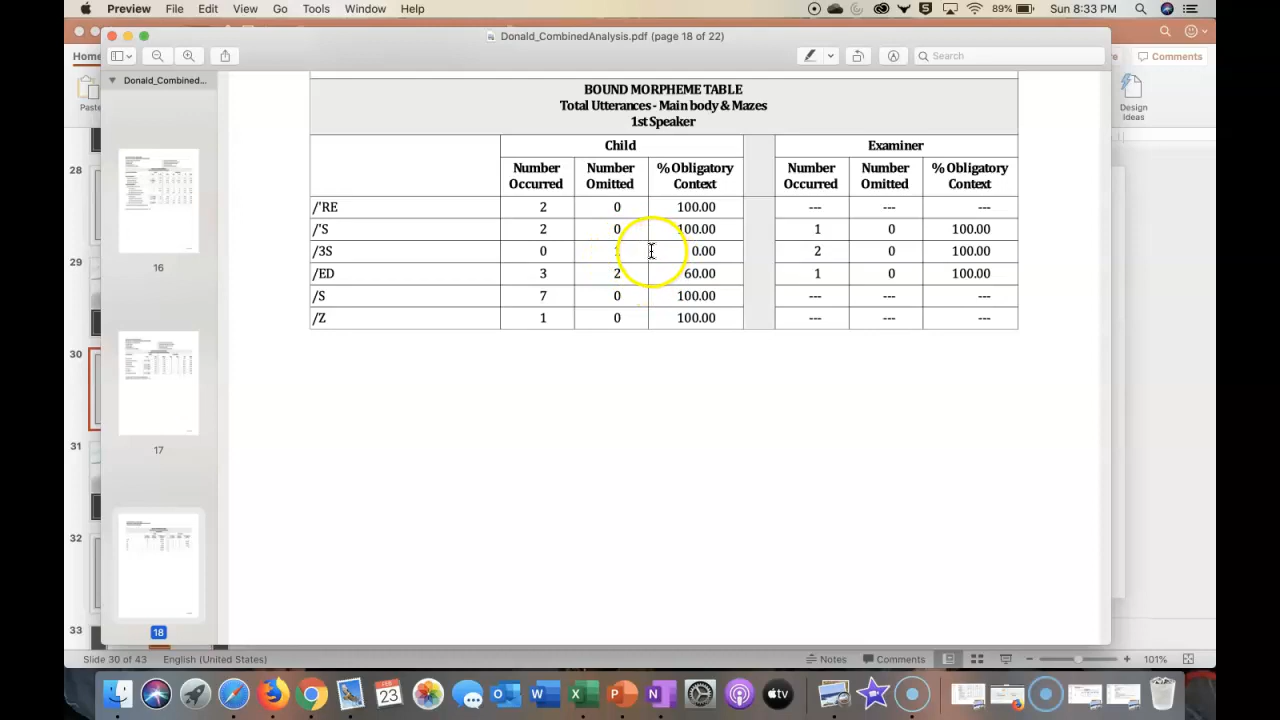 Preview File Edit View Go Tools Window Help 89% Sun 8:33 PM
Donald_CombinedAnalysis.pdf (page 18 of 22)
Home Comments
Search
Donald_Combined...
Paste
Design
Ideas
BOUND MORPHEME TABLE
Total Utterances - Main body & Mazes
1st Speaker
Child Examiner
Number Occurred Number Omitted % Obligatory Context Number Occurred Number Omitted % Obligatory Context
/'RE 2 0 100.00 --- --- ---
/'S 2 0 100.00 1 0 100.00
/3S 0 0.00 2 0 100.00
/ED 3 2 60.00 1 0 100.00
/S 7 0 100.00 --- --- ---
/Z 1 0 100.00 --- --- ---
28
16
29
30
17
31
32
18
33
Slide 30 of 43 English (United States) Notes Comments 101%
FEB
23